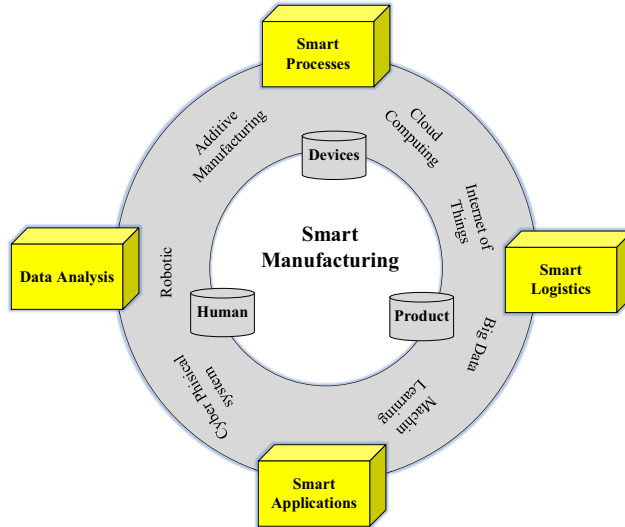 Smart
Processes
Additive
Manufacturing
Cloud
Computing
Devices
Internet of
Things
Smart
Manufacturing
Data Analysis
Robotic
Smart
Logistics
Human
Product
Big Data
Cyber Phisical
system
Machin
Learning
Smart
Applications